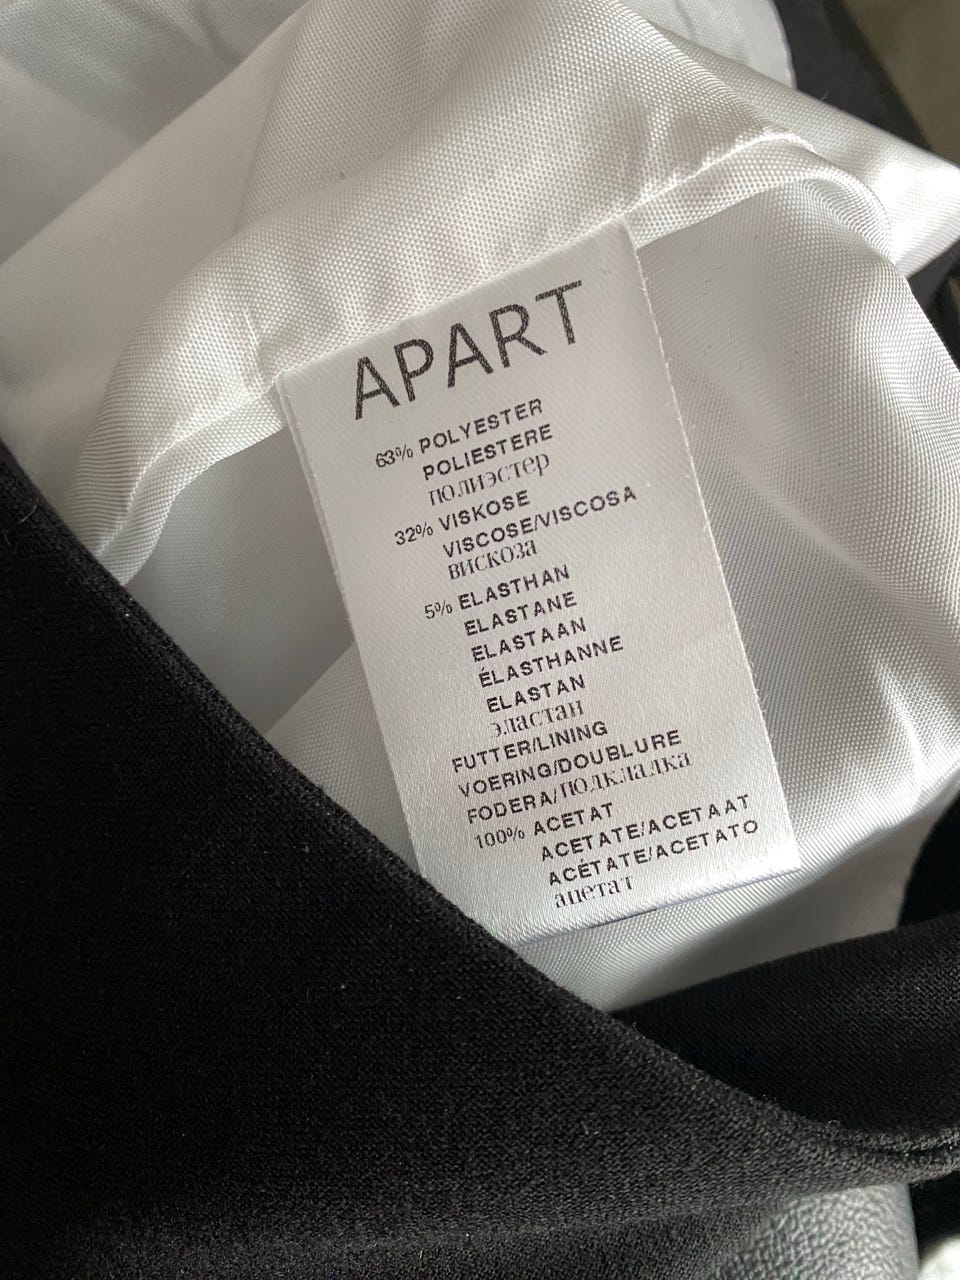 APART
63% POLYESTER
POLIESTERE
полиэстер
32% VISKOSE
VISCOSE/VISCOSA
вискоза
5% ELASTHAN
ELASTANE
ELASTAAN
ÉLASTHANNE
ELASTAN
эластан
FUTTER/LINING
VOERING/DOUBLURE
FODERA/подкладка
100% ACETAT
ACETATE/ACETAAT
ACÉTATE/ACETATO
ацетат